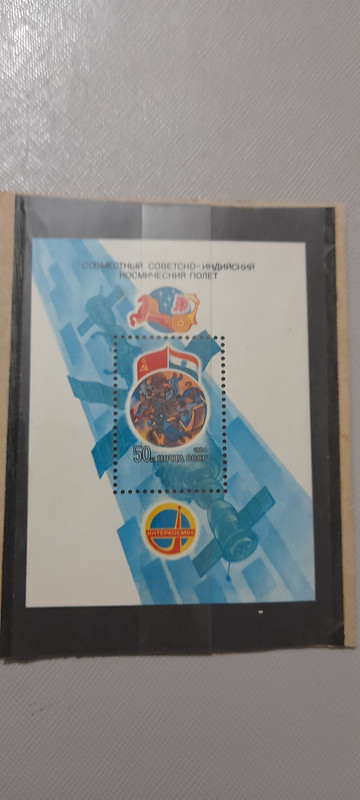 СОВМЕСТНЫЙ СОВЕТСКО-ИНДИЙСКИЙ
КОСМИЧЕСКИЙ ПОЛЕТ
1984
50к ПОЧТА СССР
ИНТЕРКОСМОС